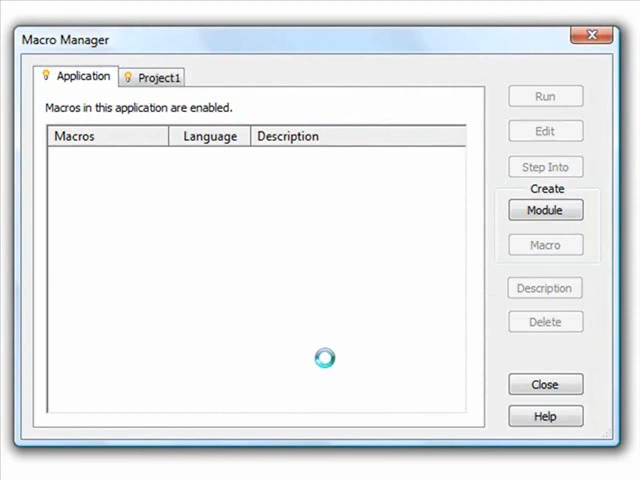 Macro Manager
Application
Project1
Macros in this application are enabled.
Macros Language Description
Run
Edit
Step Into
Create
Module
Macro
Description
Delete
Close
Help